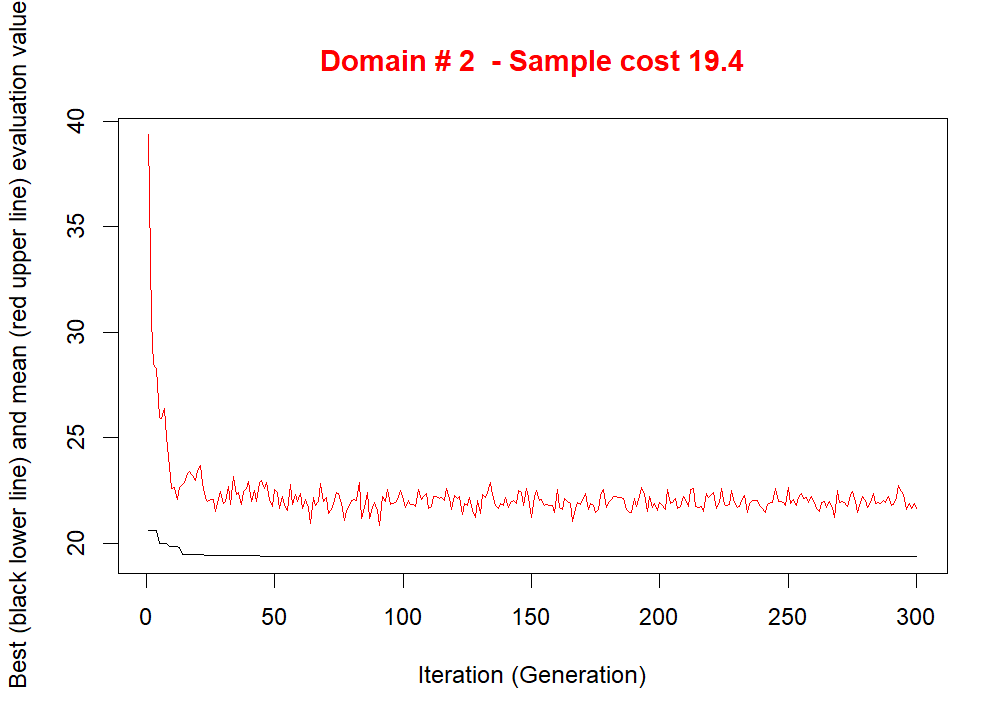 Domain # 2  - Sample cost 19.4
Best (black lower line) and mean (red upper line) evaluation value
40
35
30
25
20
0 50 100 150 200 250 300
Iteration (Generation)